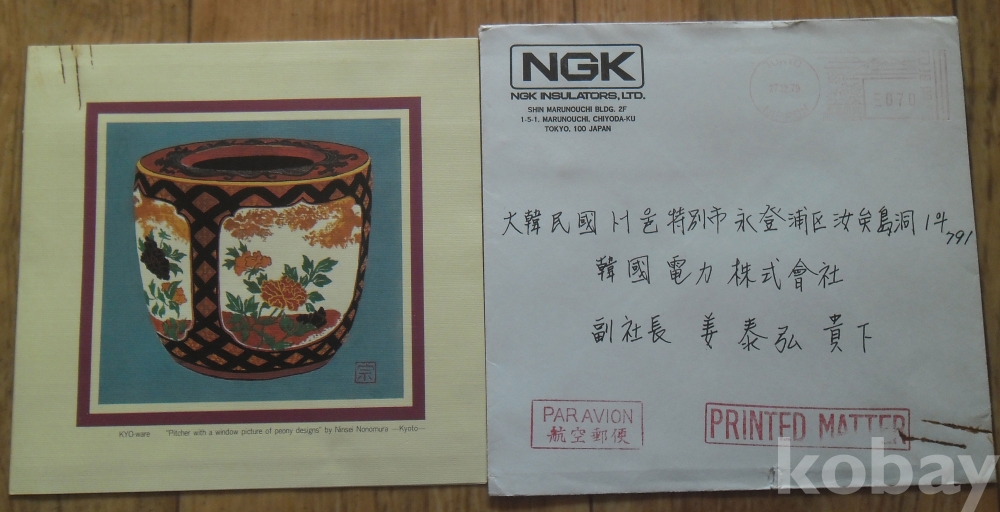 KYO-ware "Pitcher with a window picture of peony designs" by Ninsei Nonomura —Kyoto—
宗
NGK
NGK INSULATORS, LTD.
SHIN MARUNOUCHI BLDG. 2F
1-5-1, MARUNOUCHI, CHIYODA-KU
TOKYO, 100 JAPAN
070
大韓民國 서울 特別市 永登浦区 汝矣島洞 1의
791
韓國電力 株式會社
副社長 姜泰弘 貴下
PAR AVION
航空郵便
PRINTED MATTER
kobay